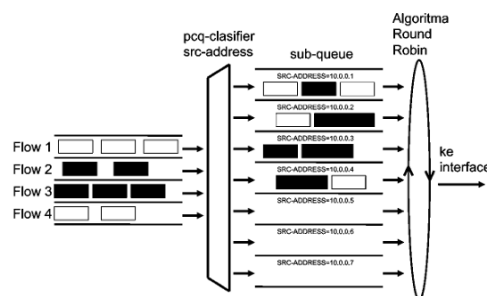 pcq-clasifier
src-address
sub-queue
Algoritma
Round
Robin
SRC-ADDRESS=10.0.0.1
SRC-ADDRESS=10.0.0.2
SRC-ADDRESS=10.0.0.3
SRC-ADDRESS=10.0.0.4
SRC-ADDRESS=10.0.0.5
SRC-ADDRESS=10.0.0.6
SRC-ADDRESS=10.0.0.7
Flow 1
Flow 2
Flow 3
Flow 4
ke
interface